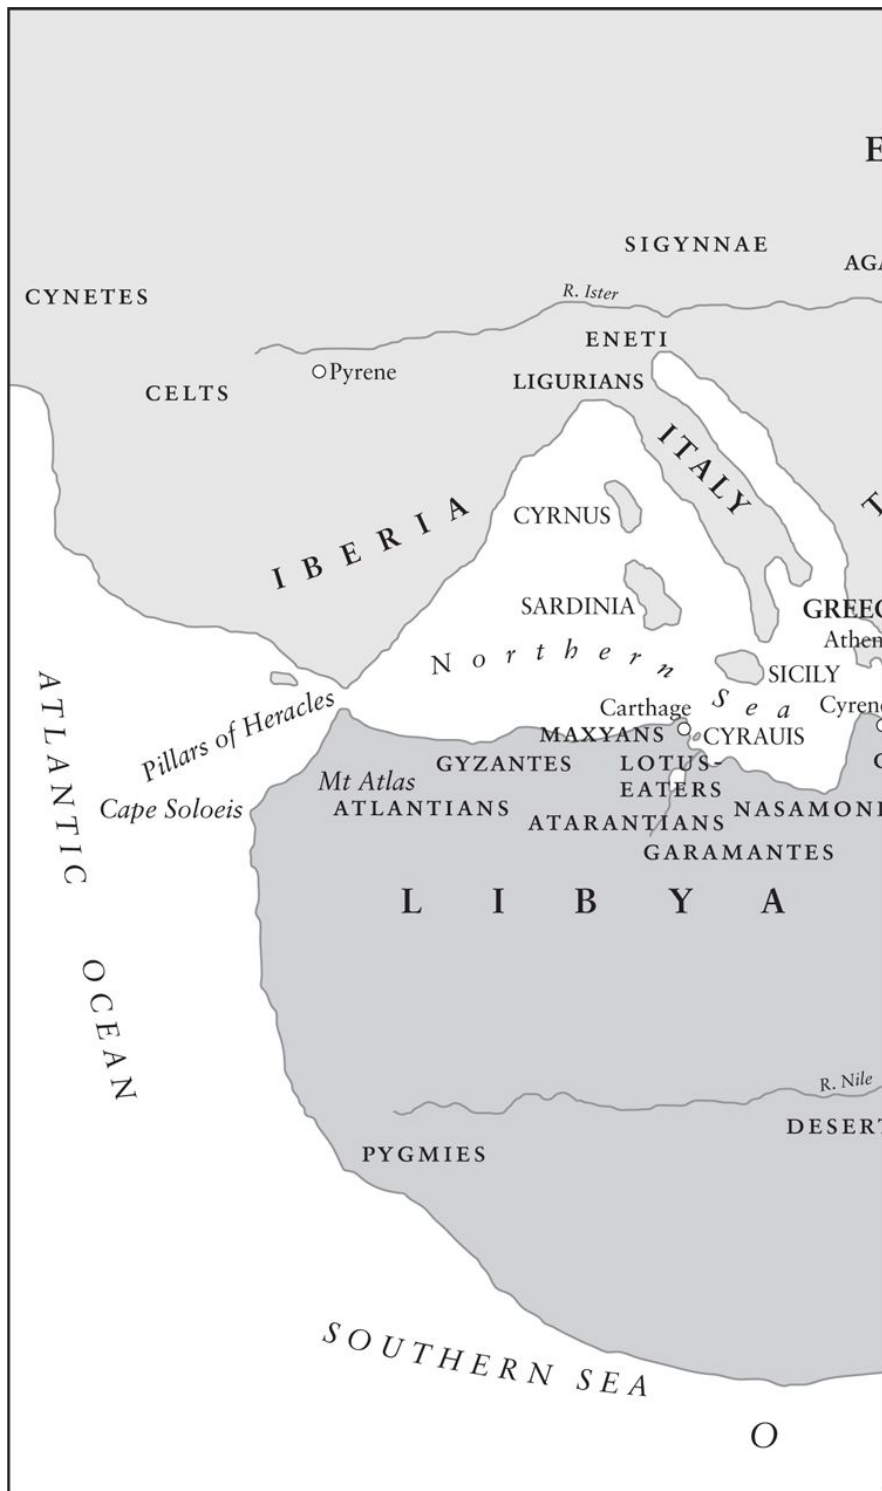 E
SIGYNNAE
AGA
CYNETES
R. Ister
ENETI
Pyrene
LIGURIANS
CELTS
ITALY
T
IBERIA
CYRNUS
SARDINIA
GREEC
Athen
Northern Sea
SICILY
ATLANTIC OCEAN
Pillars of Heracles
Carthage
Cyrene
MAXYANS
CYRAUIS
GYZANTES
LOTUS-
EATERS
C
Mt Atlas
Cape Soloeis
ATLANTIANS
NASAMONE
ATARANTIANS
GARAMANTES
LIBYA
R. Nile
DESERT
PYGMIES
SOUTHERN SEA
O